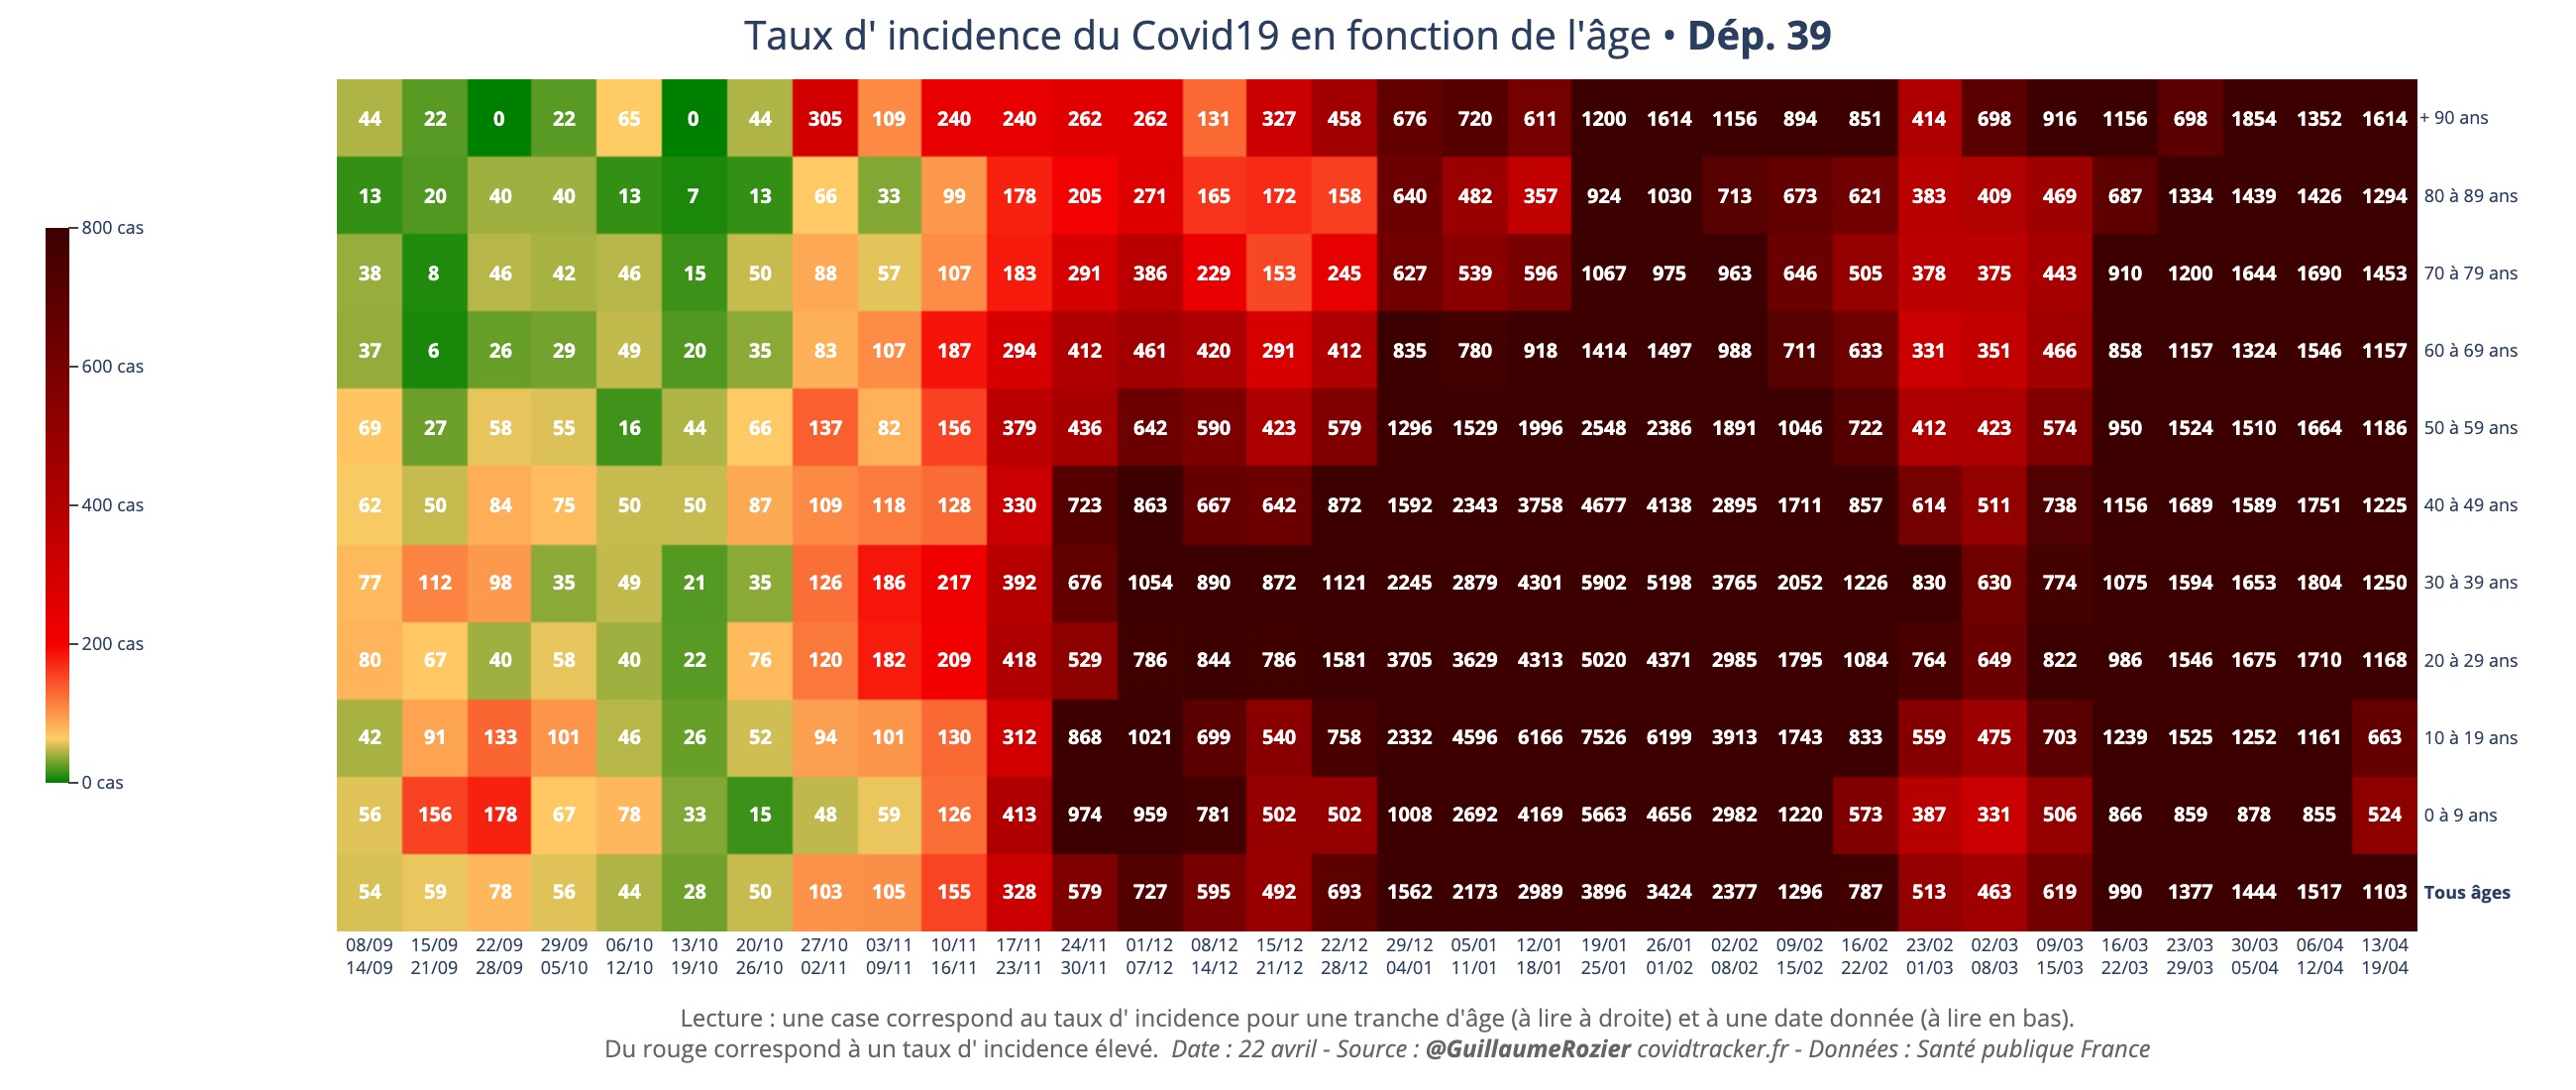 Taux d' incidence du Covid19 en fonction de l'âge • Dép. 39
44 22 0 22 65 0 44 305 109 240 240 262 262 131 327 458 676 720 611 1200 1614 1156 894 851 414 698 916 1156 698 1854 1352 1614 + 90 ans
13 20 40 40 13 7 13 66 33 99 178 205 271 165 172 158 640 482 357 924 1030 713 673 621 383 409 469 687 1334 1439 1426 1294 80 à 89 ans
800 cas
38 8 46 42 46 15 50 88 57 107 183 291 386 229 153 245 627 539 596 1067 975 963 646 505 378 375 443 910 1200 1644 1690 1453 70 à 79 ans
37 6 26 29 49 20 35 83 107 187 294 412 461 420 291 412 835 780 918 1414 1497 988 711 633 331 351 466 858 1157 1324 1546 1157 60 à 69 ans
600 cas
69 27 58 55 16 44 66 137 82 156 379 436 642 590 423 579 1296 1529 1996 2548 2386 1891 1046 722 412 423 574 950 1524 1510 1664 1186 50 à 59 ans
400 cas
62 50 84 75 50 50 87 109 118 128 330 723 863 667 642 872 1592 2343 3758 4677 4138 2895 1711 857 614 511 738 1156 1689 1589 1751 1225 40 à 49 ans
77 112 98 35 49 21 35 126 186 217 392 676 1054 890 872 1121 2245 2879 4301 5902 5198 3765 2052 1226 830 630 774 1075 1594 1653 1804 1250 30 à 39 ans
200 cas
80 67 40 58 40 22 76 120 182 209 418 529 786 844 786 1581 3705 3629 4313 5020 4371 2985 1795 1084 764 649 822 986 1546 1675 1710 1168 20 à 29 ans
42 91 133 101 46 26 52 94 101 130 312 868 1021 699 540 758 2332 4596 6166 7526 6199 3913 1743 833 559 475 703 1239 1525 1252 1161 663 10 à 19 ans
0 cas
56 156 178 67 78 33 15 48 59 126 413 974 959 781 502 502 1008 2692 4169 5663 4656 2982 1220 573 387 331 506 866 859 878 855 524 0 à 9 ans
54 59 78 56 44 28 50 103 105 155 328 579 727 595 492 693 1562 2173 2989 3896 3424 2377 1296 787 513 463 619 990 1377 1444 1517 1103 Tous âges
08/09 15/09 22/09 29/09 06/10 13/10 20/10 27/10 03/11 10/11 17/11 24/11 01/12 08/12 15/12 22/12 29/12 05/01 12/01 19/01 26/01 02/02 09/02 16/02 23/02 02/03 09/03 16/03 23/03 30/03 06/04 13/04
14/09 21/09 28/09 05/10 12/10 19/10 26/10 02/11 09/11 16/11 23/11 30/11 07/12 14/12 21/12 28/12 04/01 11/01 18/01 25/01 01/02 08/02 15/02 22/02 01/03 08/03 15/03 22/03 29/03 05/04 12/04 19/04
Lecture : une case correspond au taux d' incidence pour une tranche d'âge (à lire à droite) et à une date donnée (à lire en bas).
Du rouge correspond à un taux d' incidence élevé. Date : 22 avril - Source : @GuillaumeRozier covidtracker.fr - Données : Santé publique France